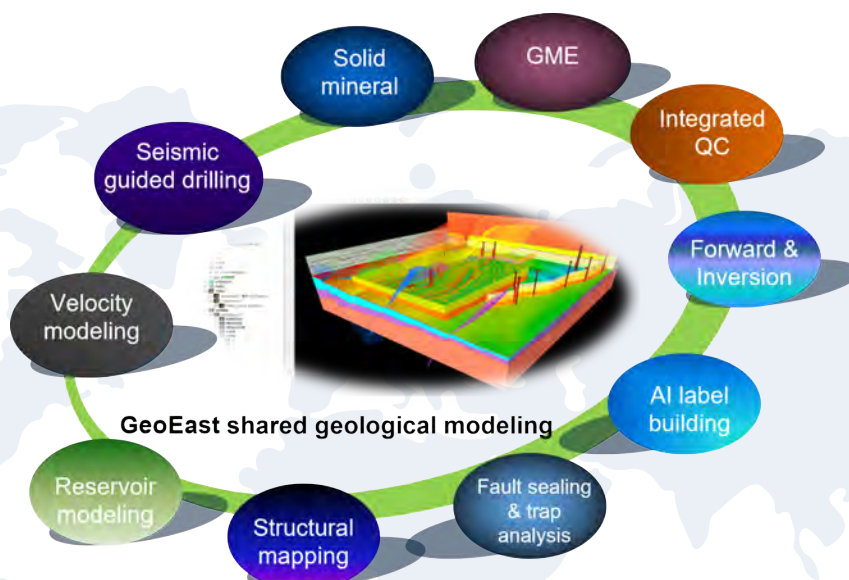 Solid
mineral
GME
Integrated
QC
Seismic
guided drilling
Forward &
Inversion
Velocity
modeling
AI label
building
GeoEast shared geological modeling
Reservoir
modeling
Fault sealing
& trap
analysis
Structural
mapping